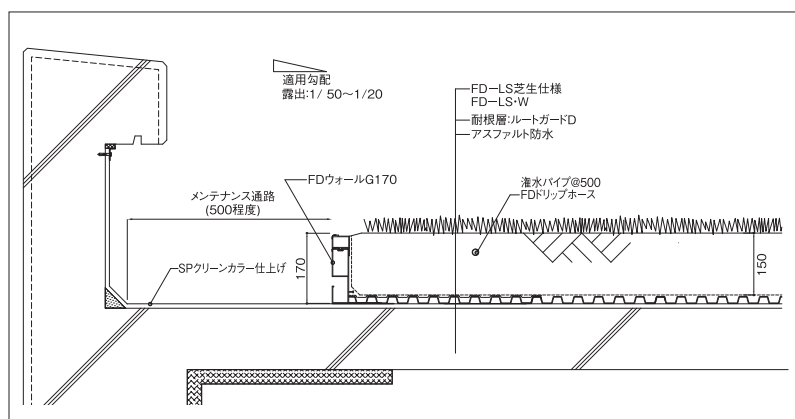 適用勾配
露出:1/ 50〜1/20
FD-LS芝生仕様
FD-LS・W
耐根層:ルートガードD
アスファルト防水
FDウォールG170
灌水パイプ@500
FDドリップホース
メンテナンス通路
(500程度)
SPクリーンカラー仕上げ
170
150